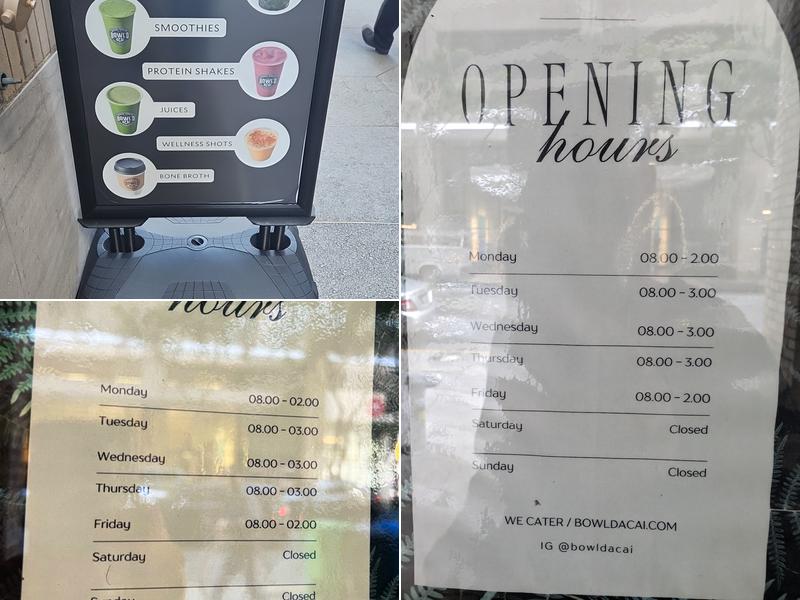 SMOOTHIES
PROTEIN SHAKES
JUICES
WELLNESS SHOTS
BONE BROTH
OPENING
hours
Monday 08.00 - 2.00
Tuesday 08.00 - 3.00
Wednesday 08.00 - 3.00
Thursday 08.00 - 3.00
Friday 08.00 - 2.00
Saturday Closed
Sunday Closed
WE CATER / BOWLDACAI.COM
IG @bowldacai
hours
Monday 08.00 - 02.00
Tuesday 08.00 - 03.00
Wednesday 08.00 - 03.00
Thursday 08.00 - 03.00
Friday 08.00 - 02.00
Saturday Closed
Sunday Closed